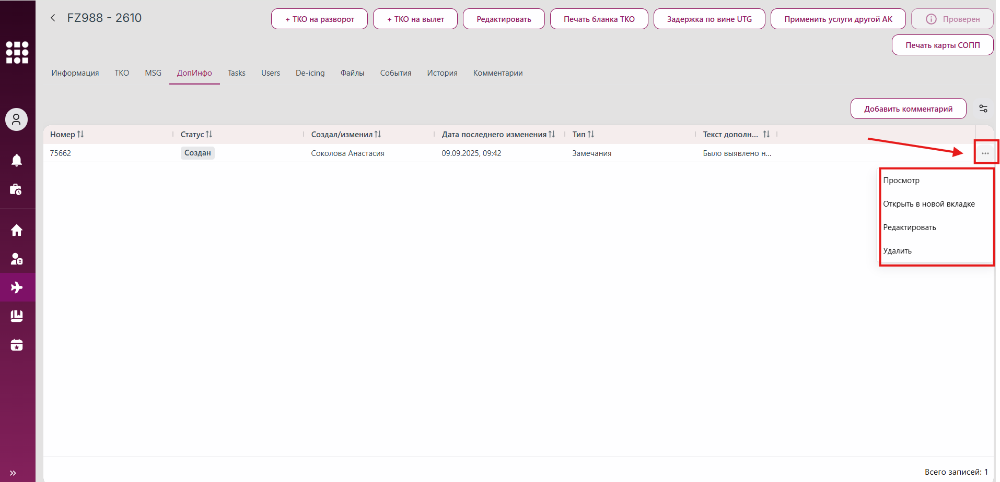 FZ988 - 2610
+ ТКО на разворот
+ ТКО на вылет
Редактировать
Печать бланка ТКО
Задержка по вине UTG
Применить услуги другой АК
Проверен
Печать карты СОПП
Информация ТКО MSG ДопИнфо Tasks Users De-icing Файлы События История Комментарии
Добавить комментарий
Номер Статус Создал/изменил Дата последнего изменения Тип Текст дополн...
75662 Создан Соколова Анастасия 09.09.2025, 09:42 Замечания Было выявлено н...
Просмотр
Открыть в новой вкладке
Редактировать
Удалить
Всего записей: 1